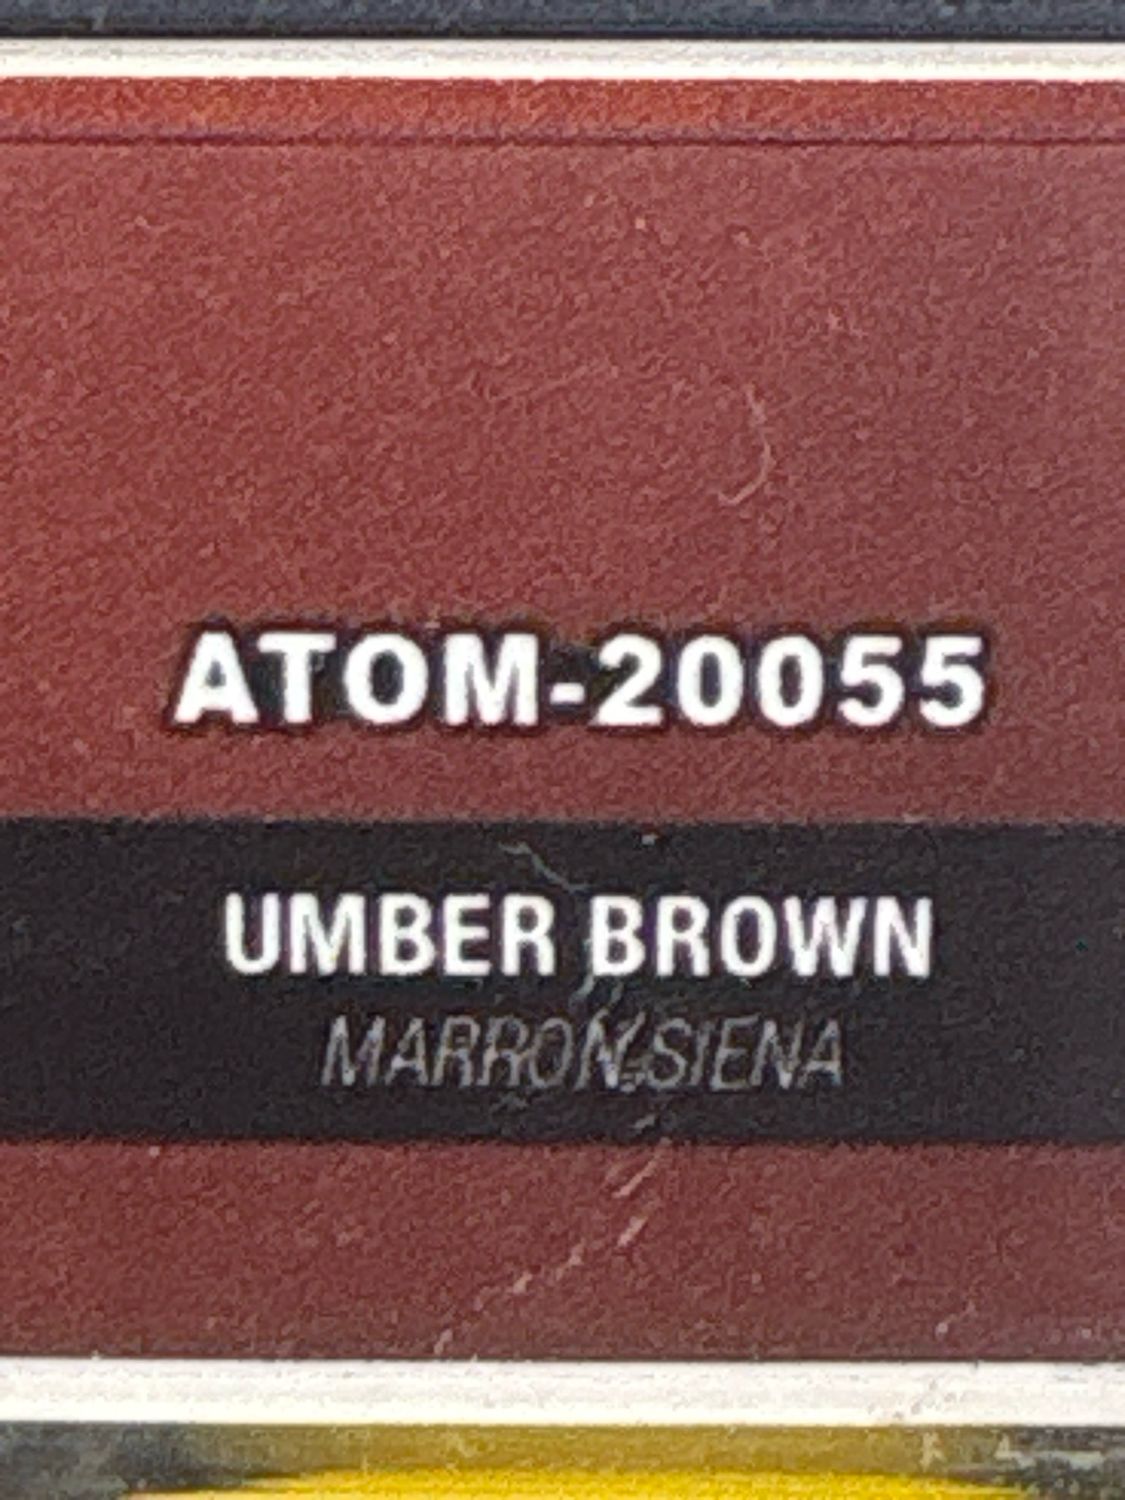 ATOM-20055
UMBER BROWN
MARRON SIENA